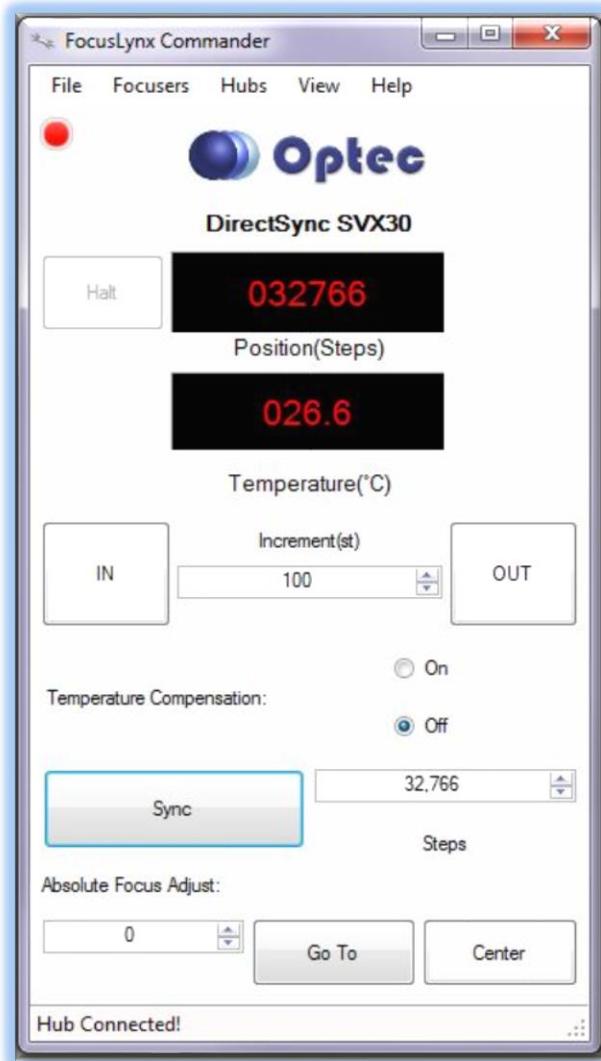 FocusLynx Commander
File Focusers Hubs View Help
Optec
DirectSync SVX30
Halt
032766
Position(Steps)
026.6
Temperature(°C)
IN
Increment(st)
100
OUT
On
Temperature Compensation:
Off
Sync
32,766
Steps
Absolute Focus Adjust:
0
Go To
Center
Hub Connected!